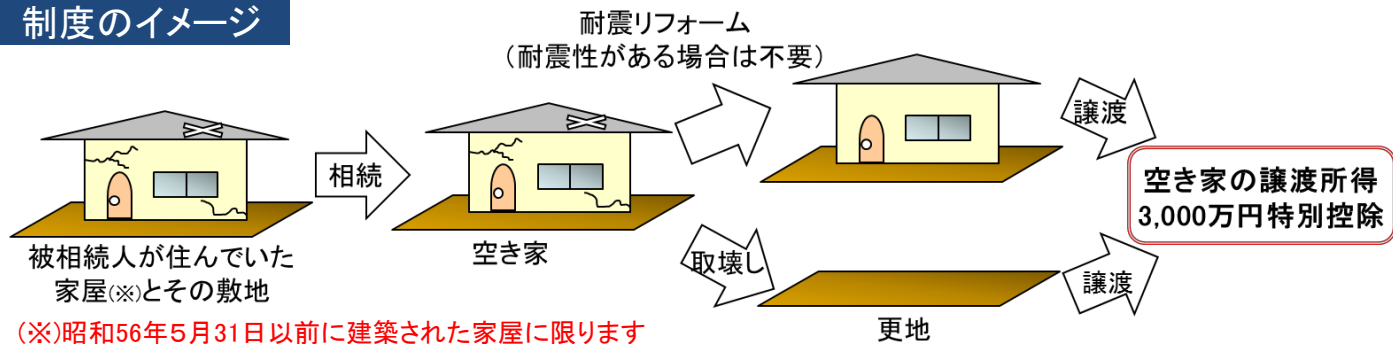 制度のイメージ
耐震リフォーム
（耐震性がある場合は不要）
相続
譲渡
空き家の譲渡所得
3,000万円特別控除
被相続人が住んでいた
家屋(※)とその敷地
空き家
取壊し
譲渡
更地
(※)昭和56年５月31日以前に建築された家屋に限ります